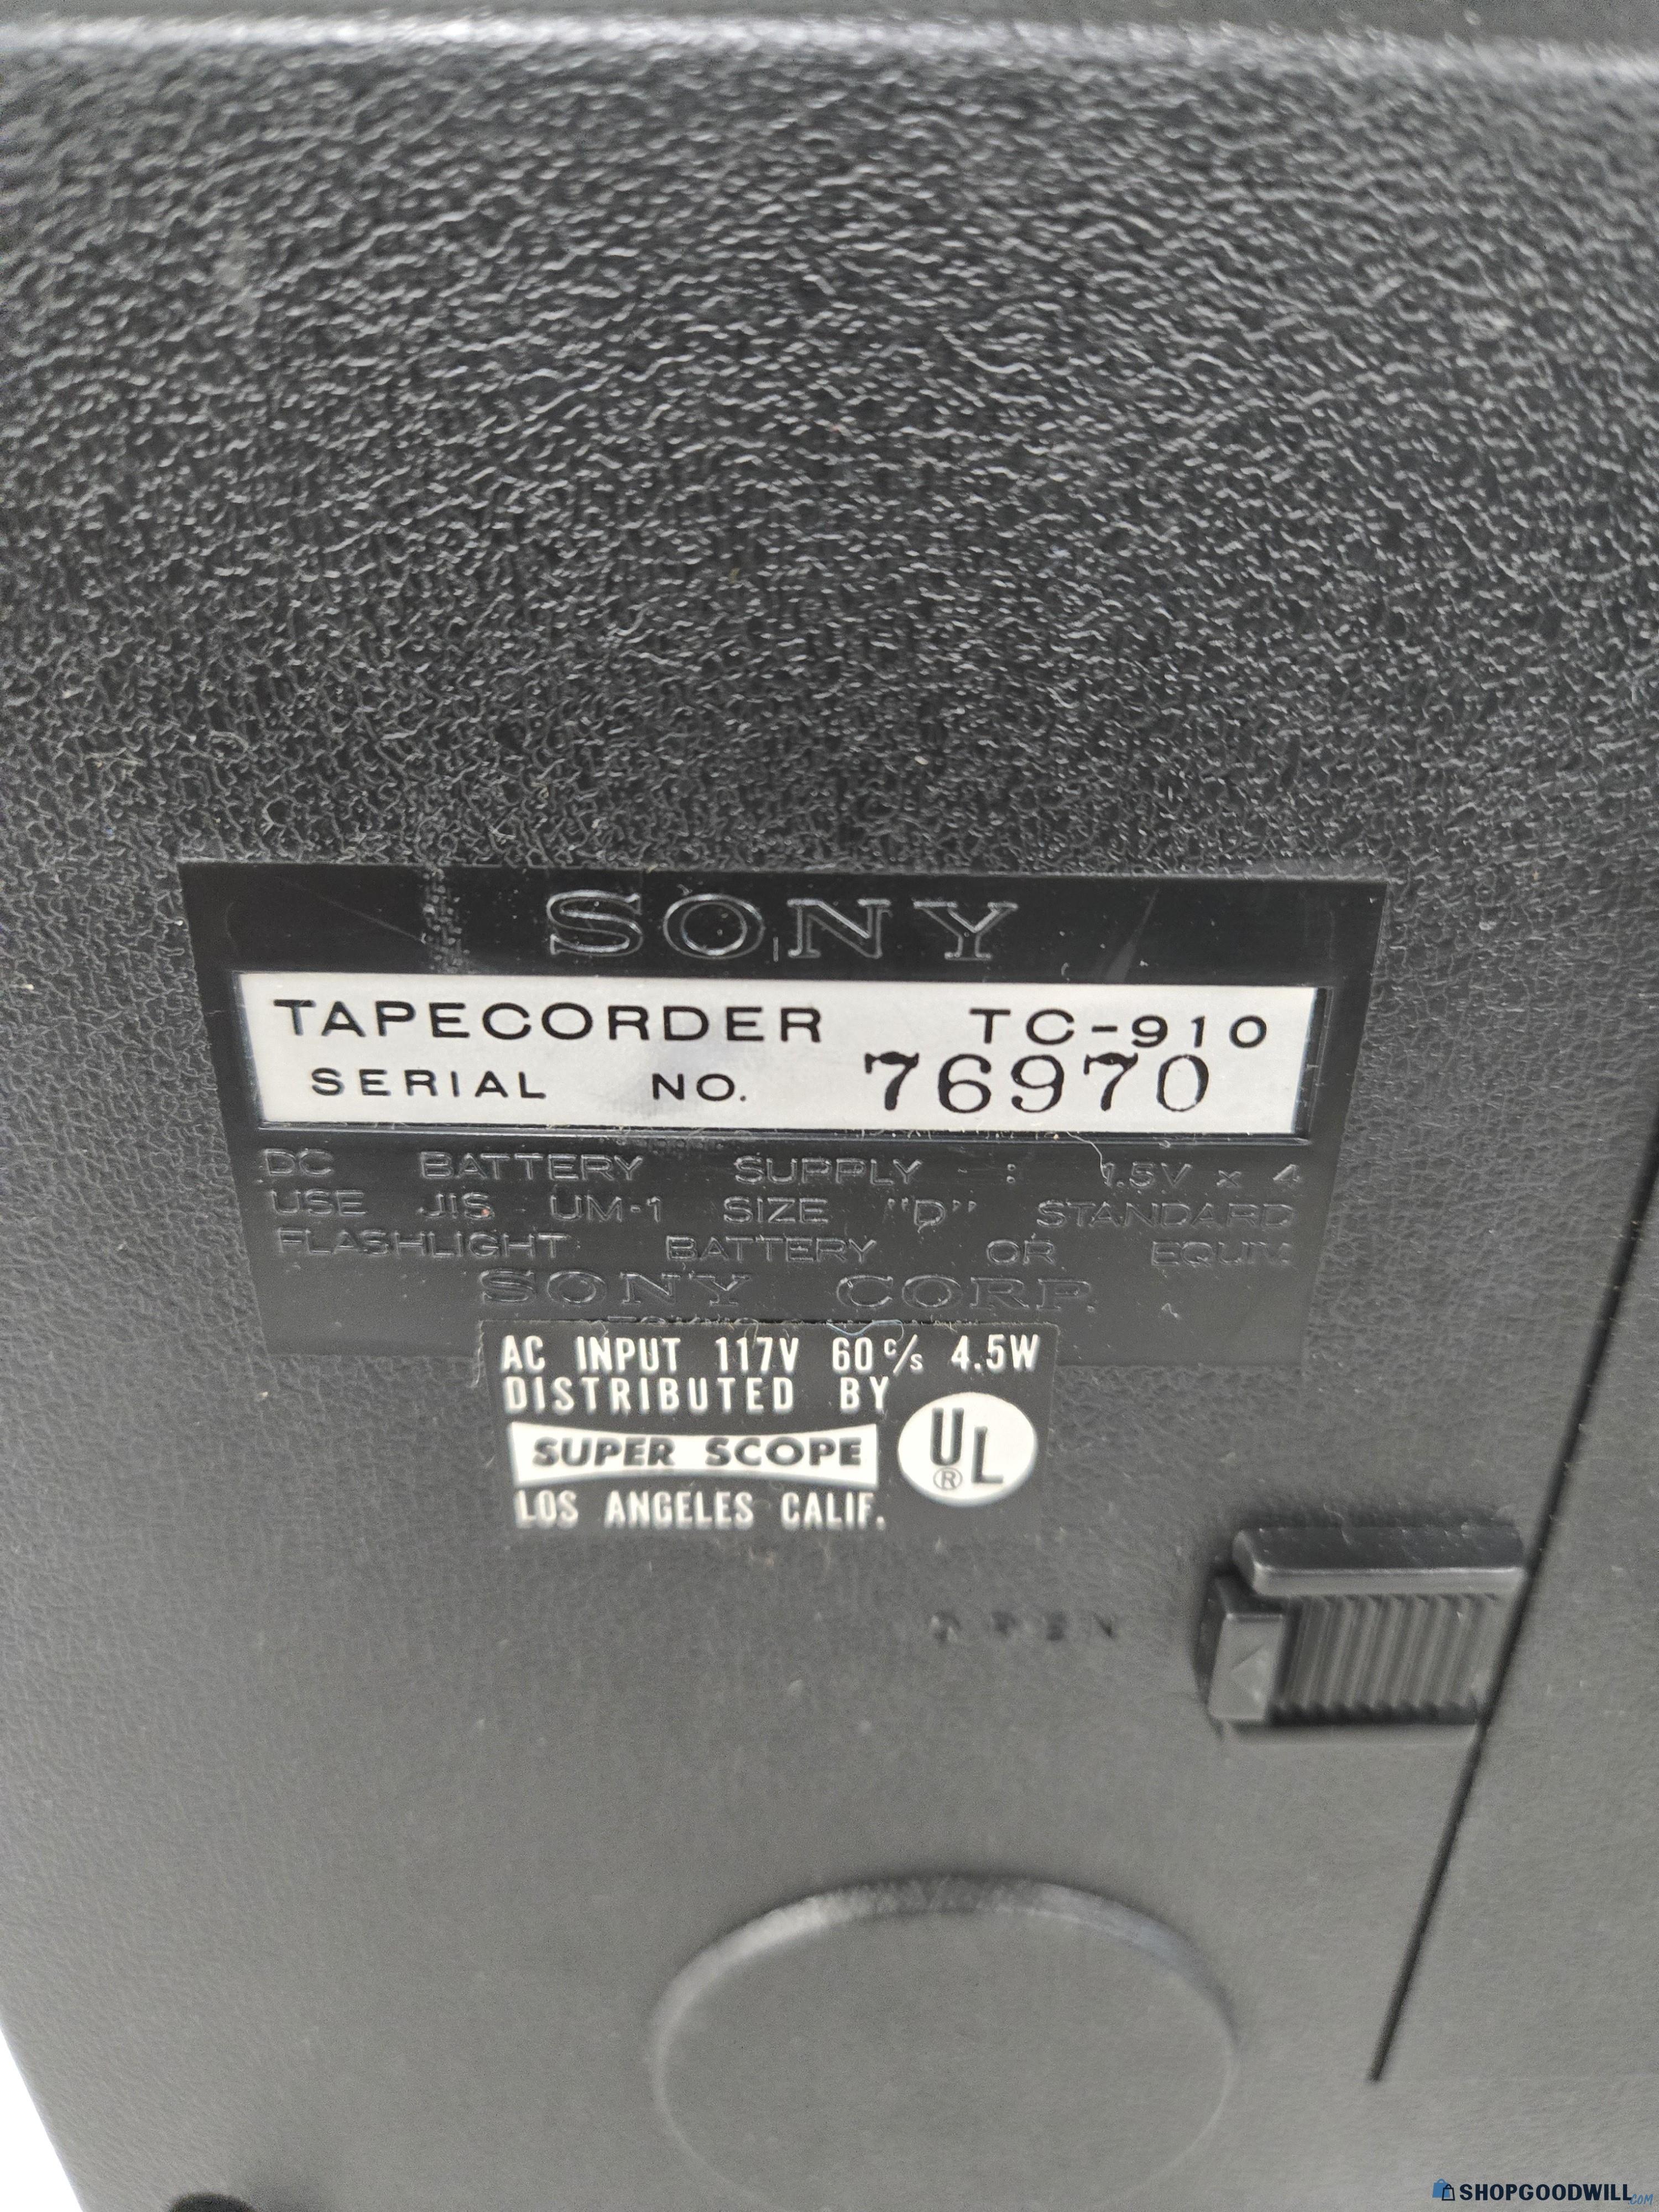 SONY
TAPECORDER TC-910
SERIAL NO. 76970
DC BATTERY SUPPLY : 1.5V x 4
USE JIS UM-1 SIZE "D" STANDARD
FLASHLIGHT BATTERY OR EQUIV.
SONY CORP.
AC INPUT 117V 60 c/s 4.5W
DISTRIBUTED BY
SUPER SCOPE
UL
®
LOS ANGELES CALIF.
OPEN
SHOPGOODWILL.COM